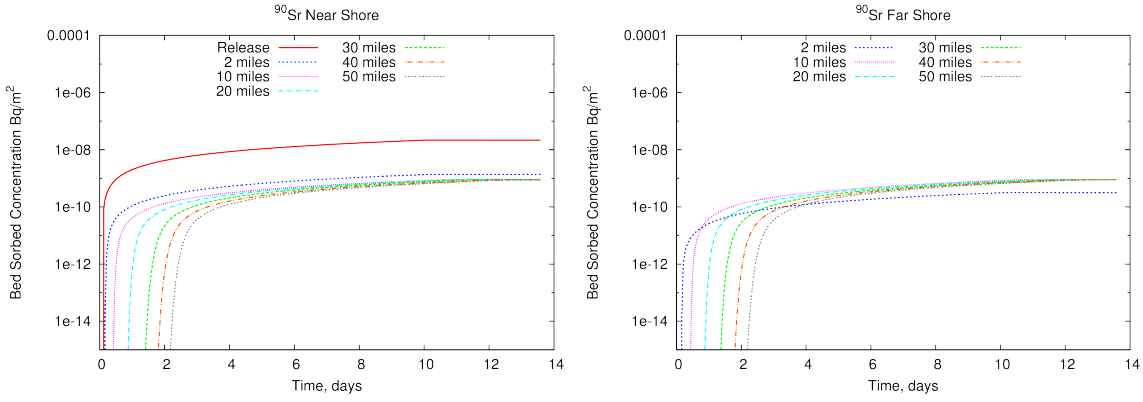 ⁹⁰Sr Near Shore
Bed Sorbed Concentration Bq/m²
0.0001
1e-06
1e-08
1e-10
1e-12
1e-14
Release
2 miles
10 miles
20 miles
30 miles
40 miles
50 miles
0 2 4 6 8 10 12 14
Time, days
⁹⁰Sr Far Shore
Bed Sorbed Concentration Bq/m²
0.0001
1e-06
1e-08
1e-10
1e-12
1e-14
2 miles
10 miles
20 miles
30 miles
40 miles
50 miles
0 2 4 6 8 10 12 14
Time, days